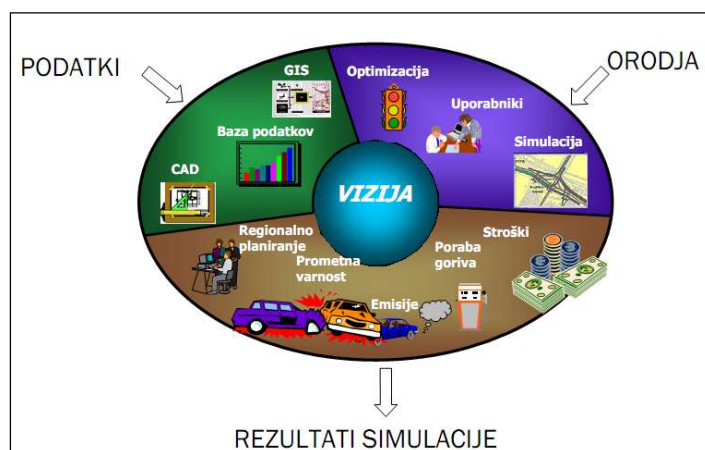 PODATKI
ORODJA
GIS
Optimizacija
Baza podatkov
Uporabniki
CAD
Simulacija
VIZIJA
Regionalno
planiranje
Prometna
varnost
Emisije
Poraba
goriva
Stroški
REZULTATI SIMULACIJE